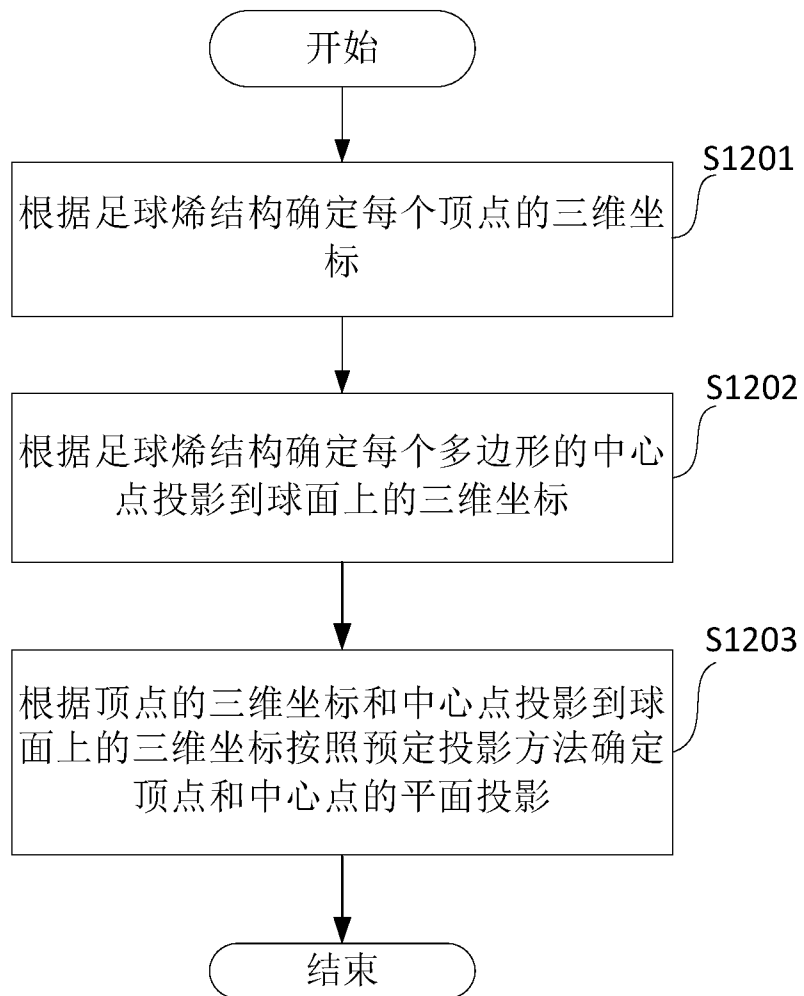 开始
S1201
根据足球烯结构确定每个顶点的三维坐
标
S1202
根据足球烯结构确定每个多边形的中心
点投影到球面上的三维坐标
S1203
根据顶点的三维坐标和中心点投影到球
面上的三维坐标按照预定投影方法确定
顶点和中心点的平面投影
结束